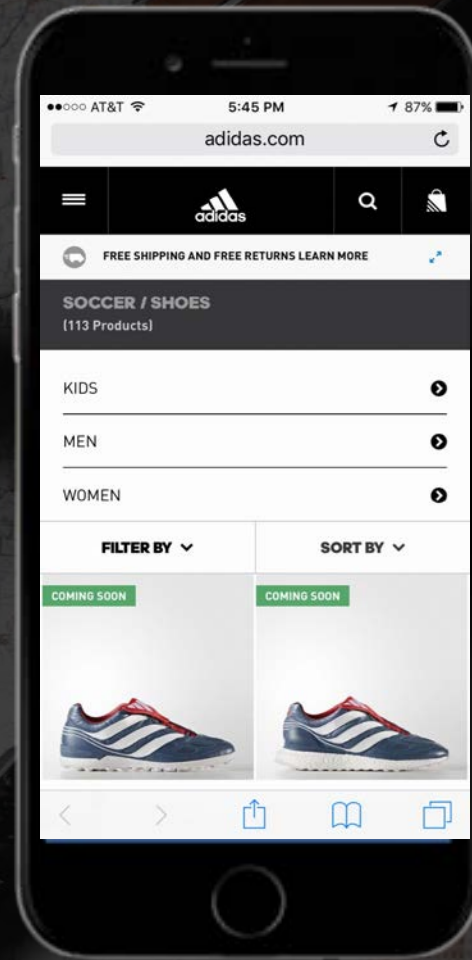 AT&T 5:45 PM 87%
adidas.com
adidas
FREE SHIPPING AND FREE RETURNS LEARN MORE
SOCCER / SHOES
(113 Products)
KIDS
MEN
WOMEN
FILTER BY SORT BY
COMING SOON COMING SOON